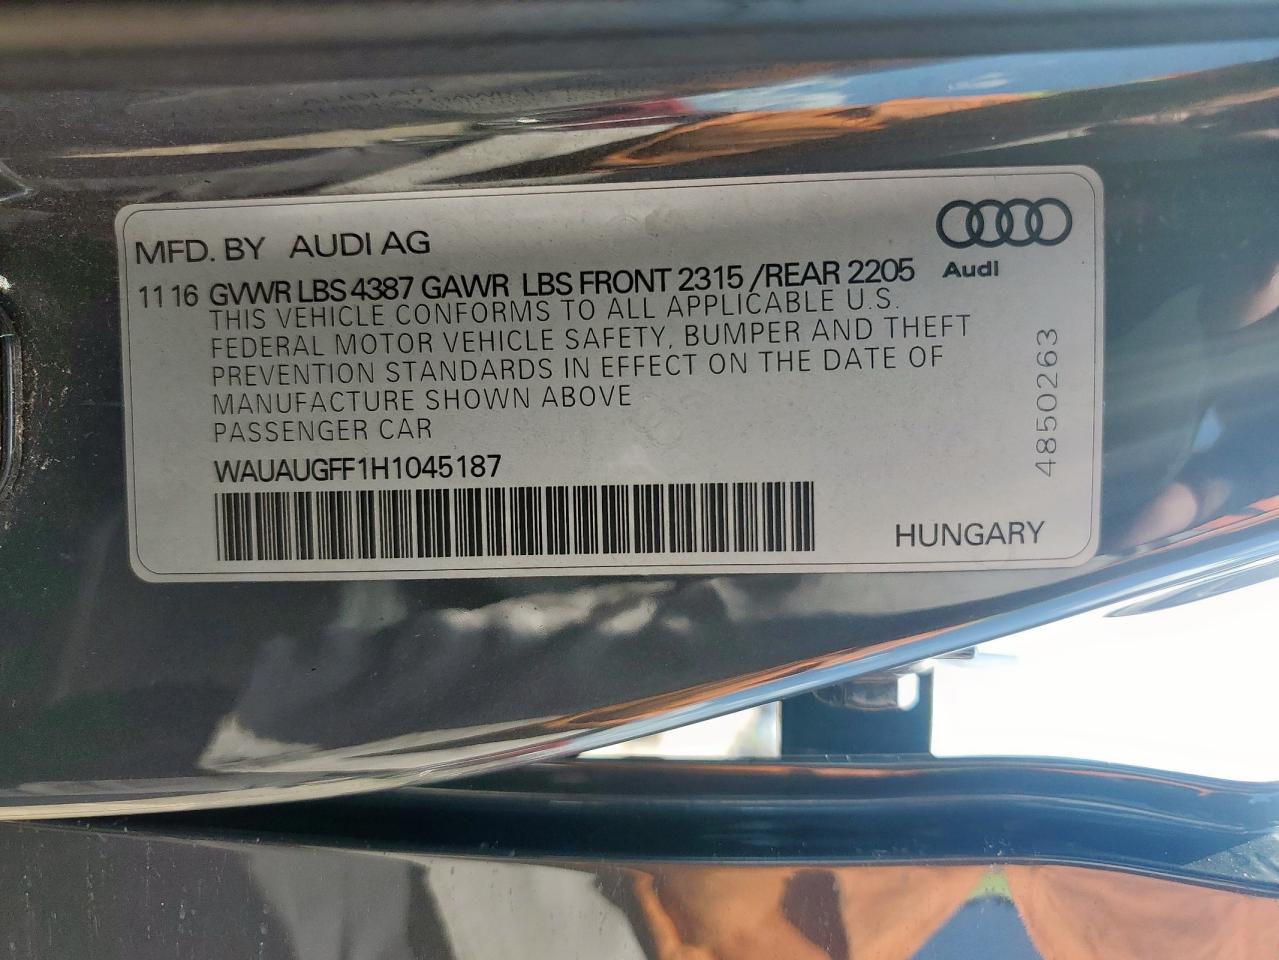 MFD. BY AUDI AG
Audi
11 16 GVWR LBS 4387 GAWR LBS FRONT 2315 / REAR 2205
THIS VEHICLE CONFORMS TO ALL APPLICABLE U.S.
FEDERAL MOTOR VEHICLE SAFETY, BUMPER AND THEFT
PREVENTION STANDARDS IN EFFECT ON THE DATE OF
MANUFACTURE SHOWN ABOVE
PASSENGER CAR
WAUAUGFF1H1045187
HUNGARY
4850263